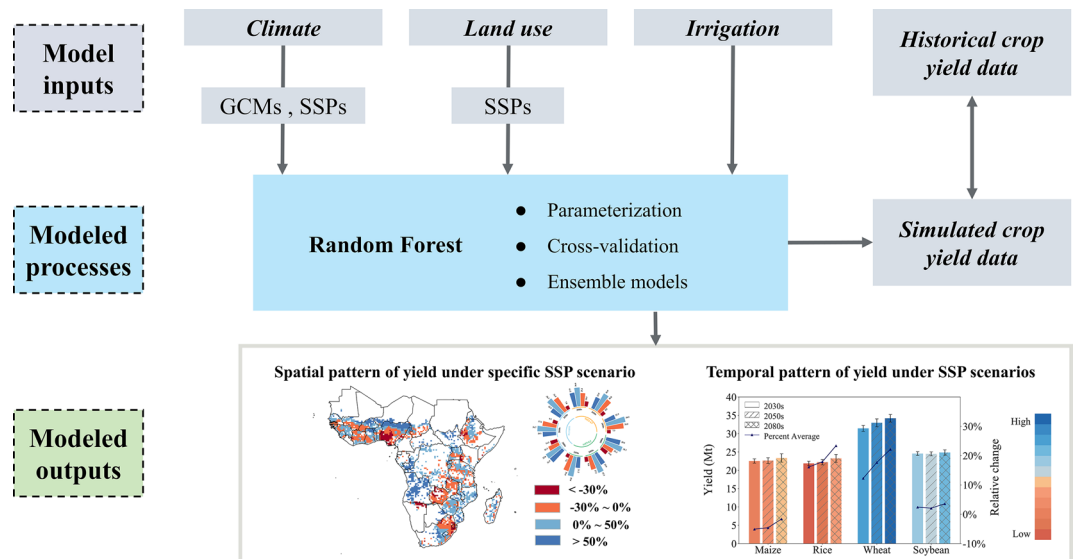 Model
inputs
Climate
Land use
Irrigation
Historical crop
yield data
GCMs , SSPs
SSPs
Modeled
processes
Random Forest
● Parameterization
● Cross-validation
● Ensemble models
Simulated crop
yield data
Modeled
outputs
Spatial pattern of yield under specific SSP scenario
< -30%
-30% ~ 0%
0% ~ 50%
> 50%
Temporal pattern of yield under SSP scenarios
Yield (Mt)
40
35
30
25
20
15
10
5
0
2030s
2050s
2080s
Percent Average
Maize
Rice
Wheat
Soybean
30%
20%
10%
0%
-10%
Relative change
High
Low